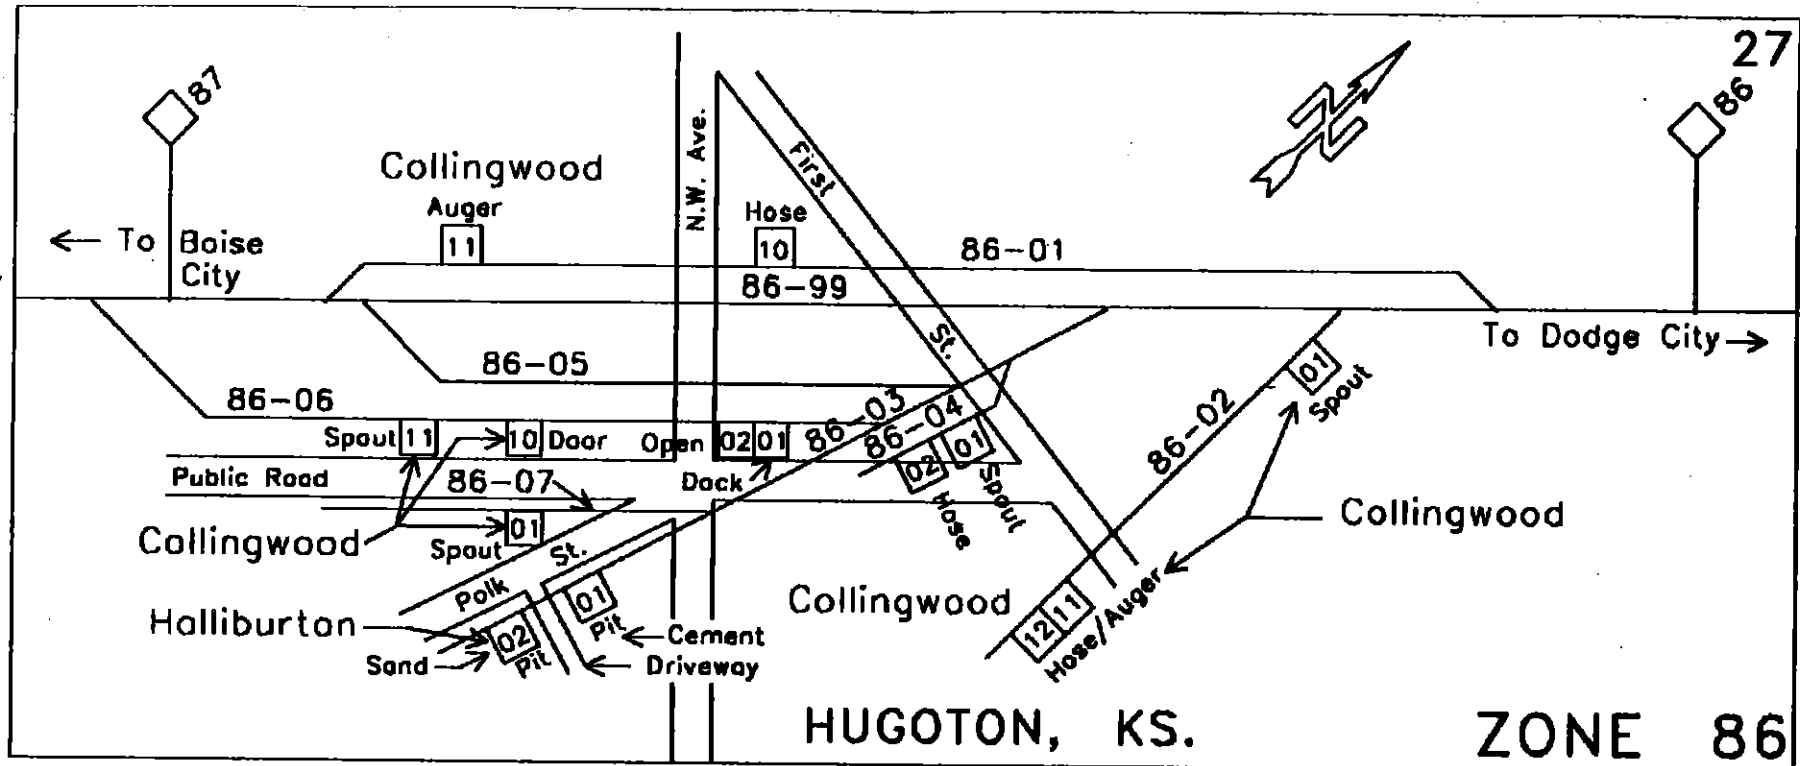 27
87
86
Collingwood
Auger
11
N.W. Ave.
First
St.
Hose
10
86-01
← To Boise
City
86-99
To Dodge City →
86-05
86-06
86-03
86-04
86-02
01
Spout
Spout 11
10 Door
Open 02 01
Dock
02
Hose
01
Spout
Public Road
86-07
Collingwood
Spout
01
Collingwood
Polk St.
Halliburton
02
Pit
Sand
01
Pit
Cement
Driveway
Collingwood
12 11
Hose/Auger
HUGOTON, KS.
ZONE 86